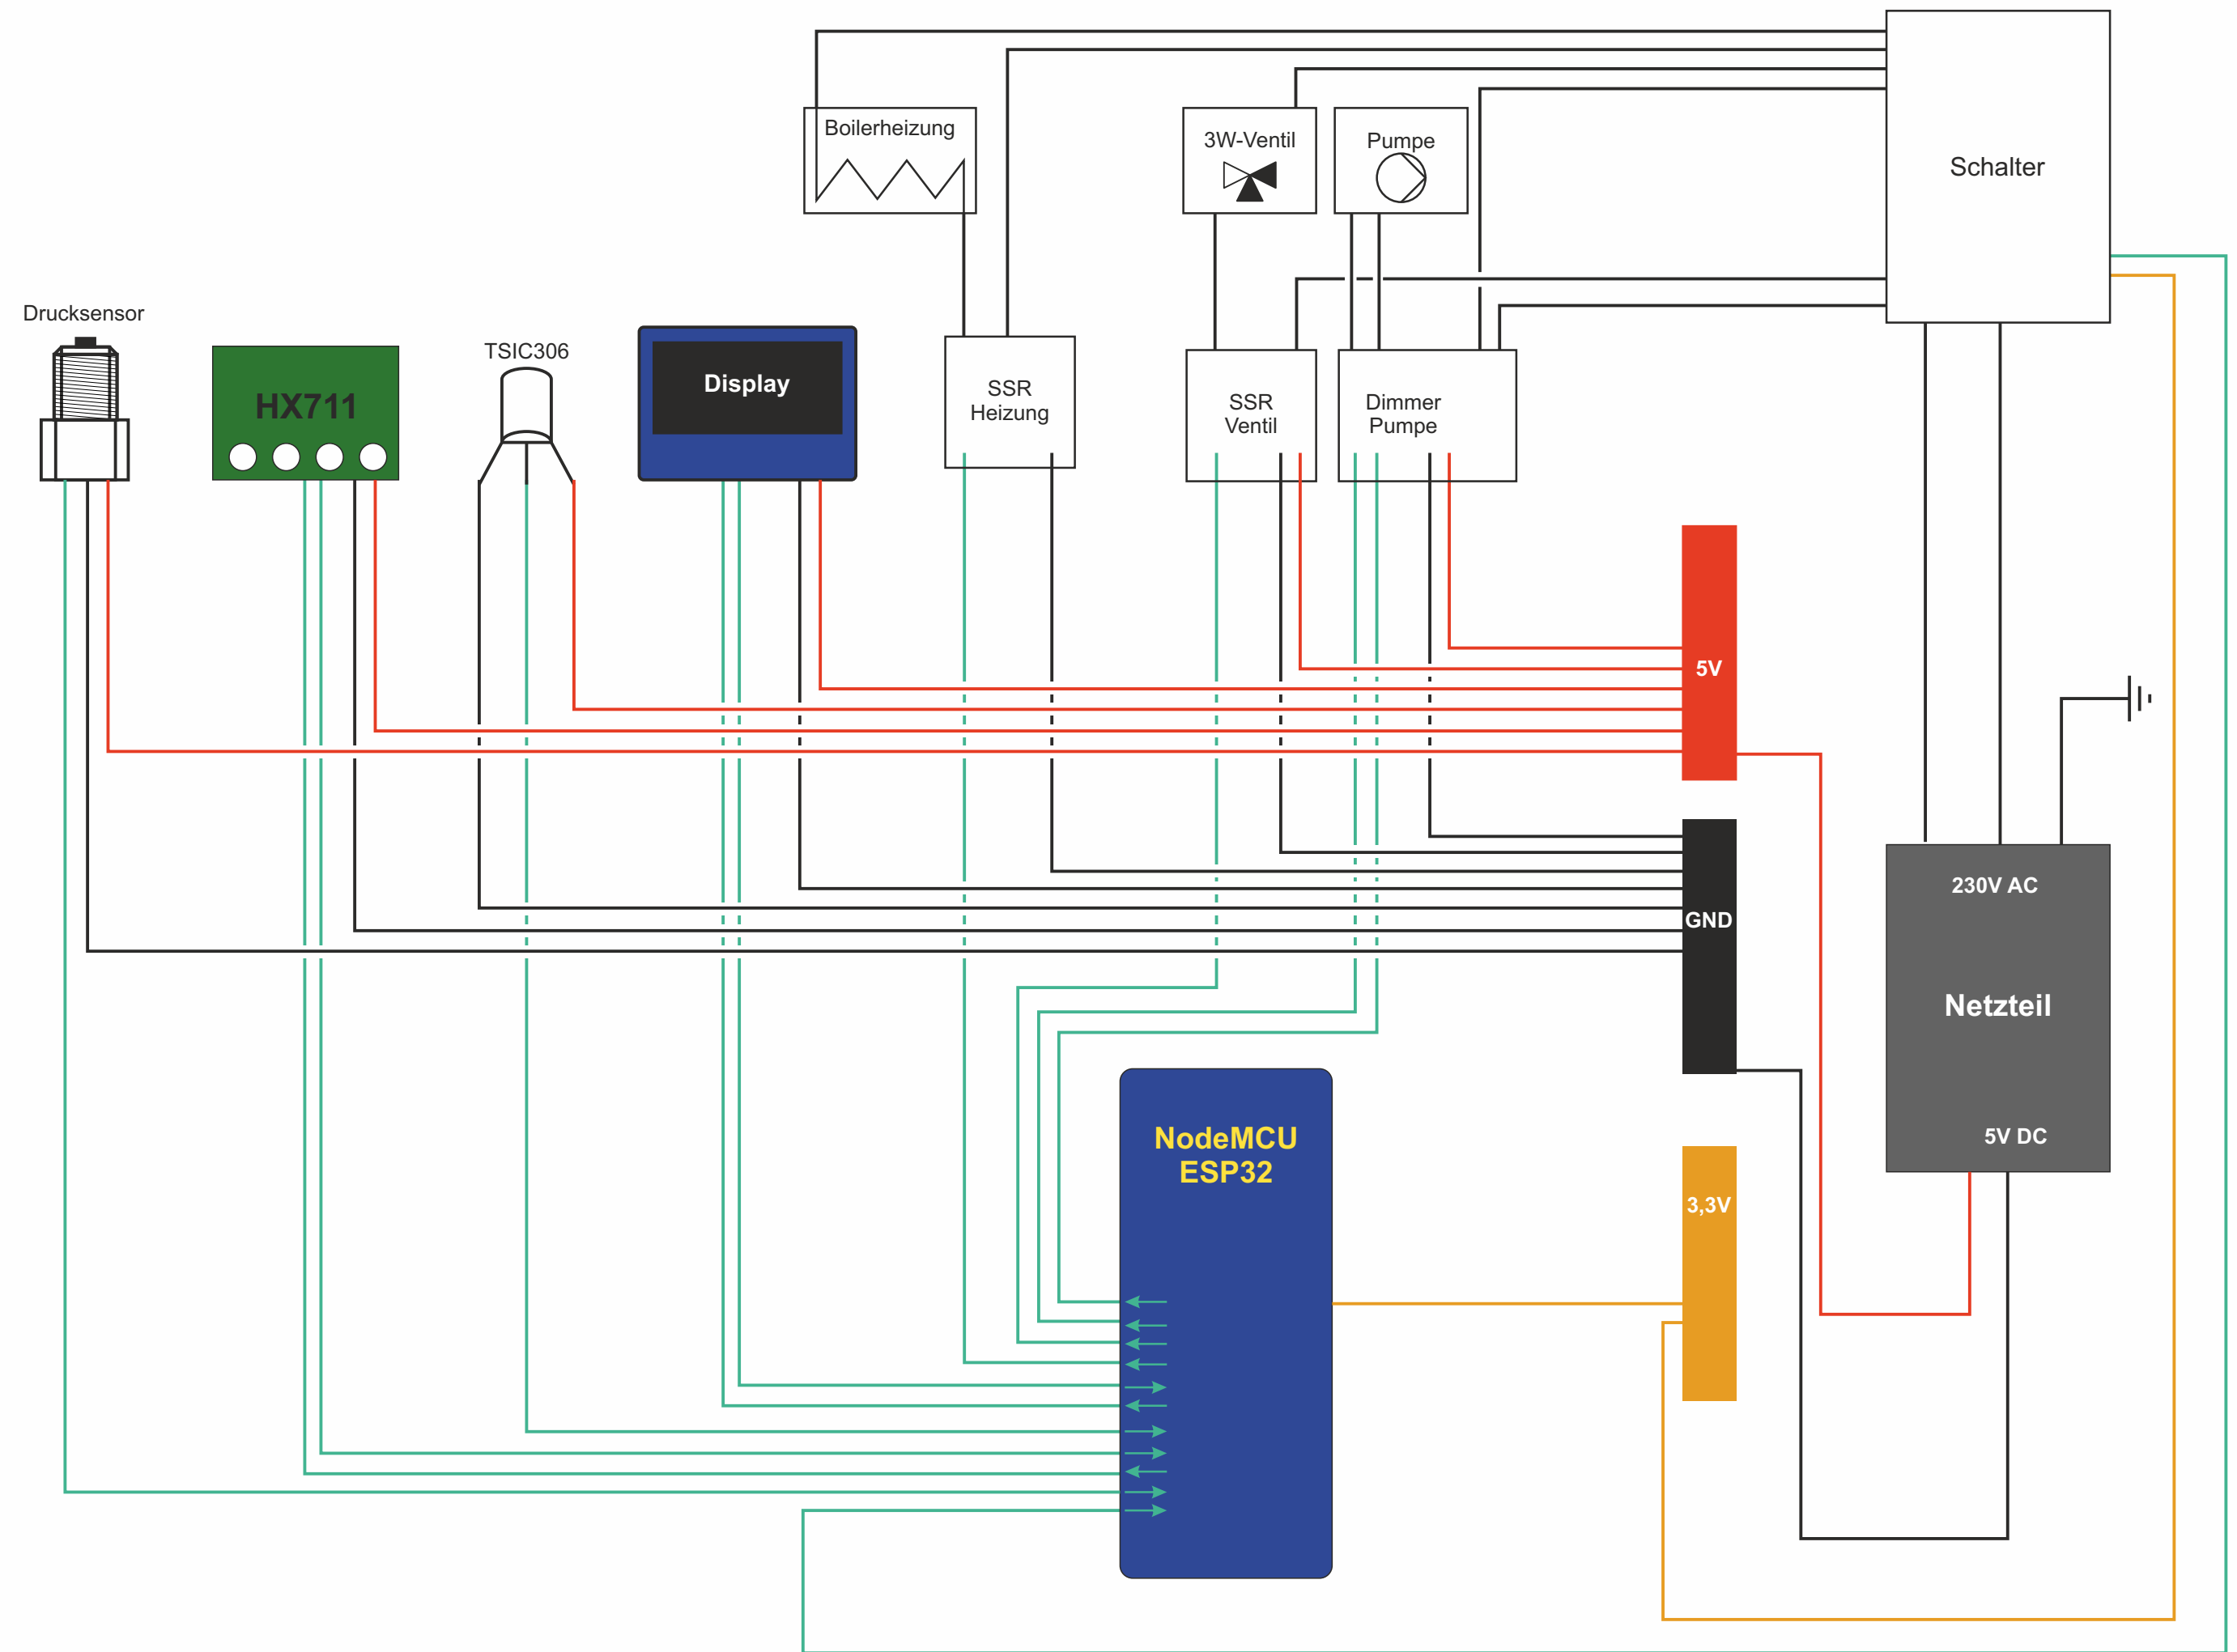 Boilerheizung
3W-Ventil
Pumpe
Schalter
Drucksensor
HX711
TSIC306
Display
SSR
Heizung
SSR
Ventil
Dimmer
Pumpe
5V
GND
230V AC
Netzteil
5V DC
NodeMCU
ESP32
3,3V